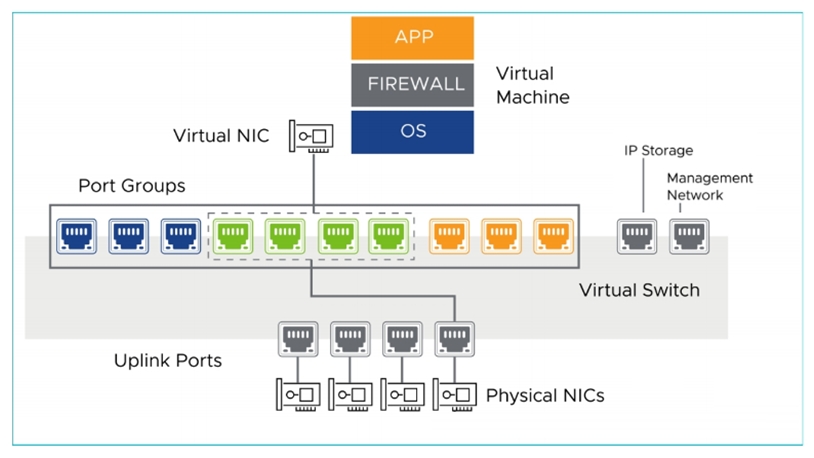 APP
FIREWALL
OS
Virtual
Machine
Virtual NIC
IP Storage
Management
Network
Port Groups
Virtual Switch
Uplink Ports
Physical NICs